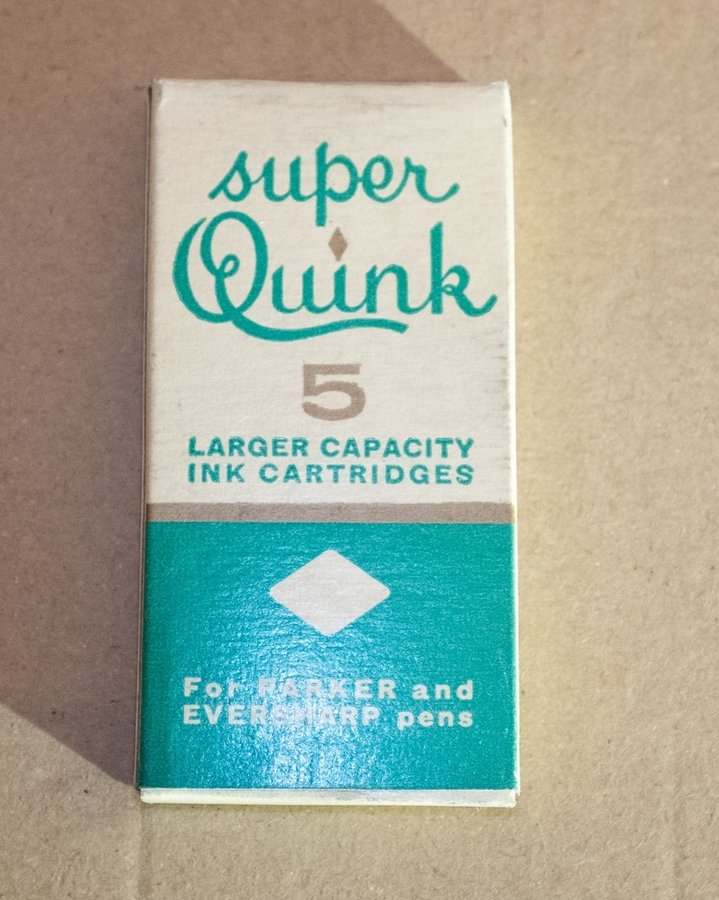 super
Quink
5
LARGER CAPACITY
INK CARTRIDGES
For PARKER and
EVERSHARP pens